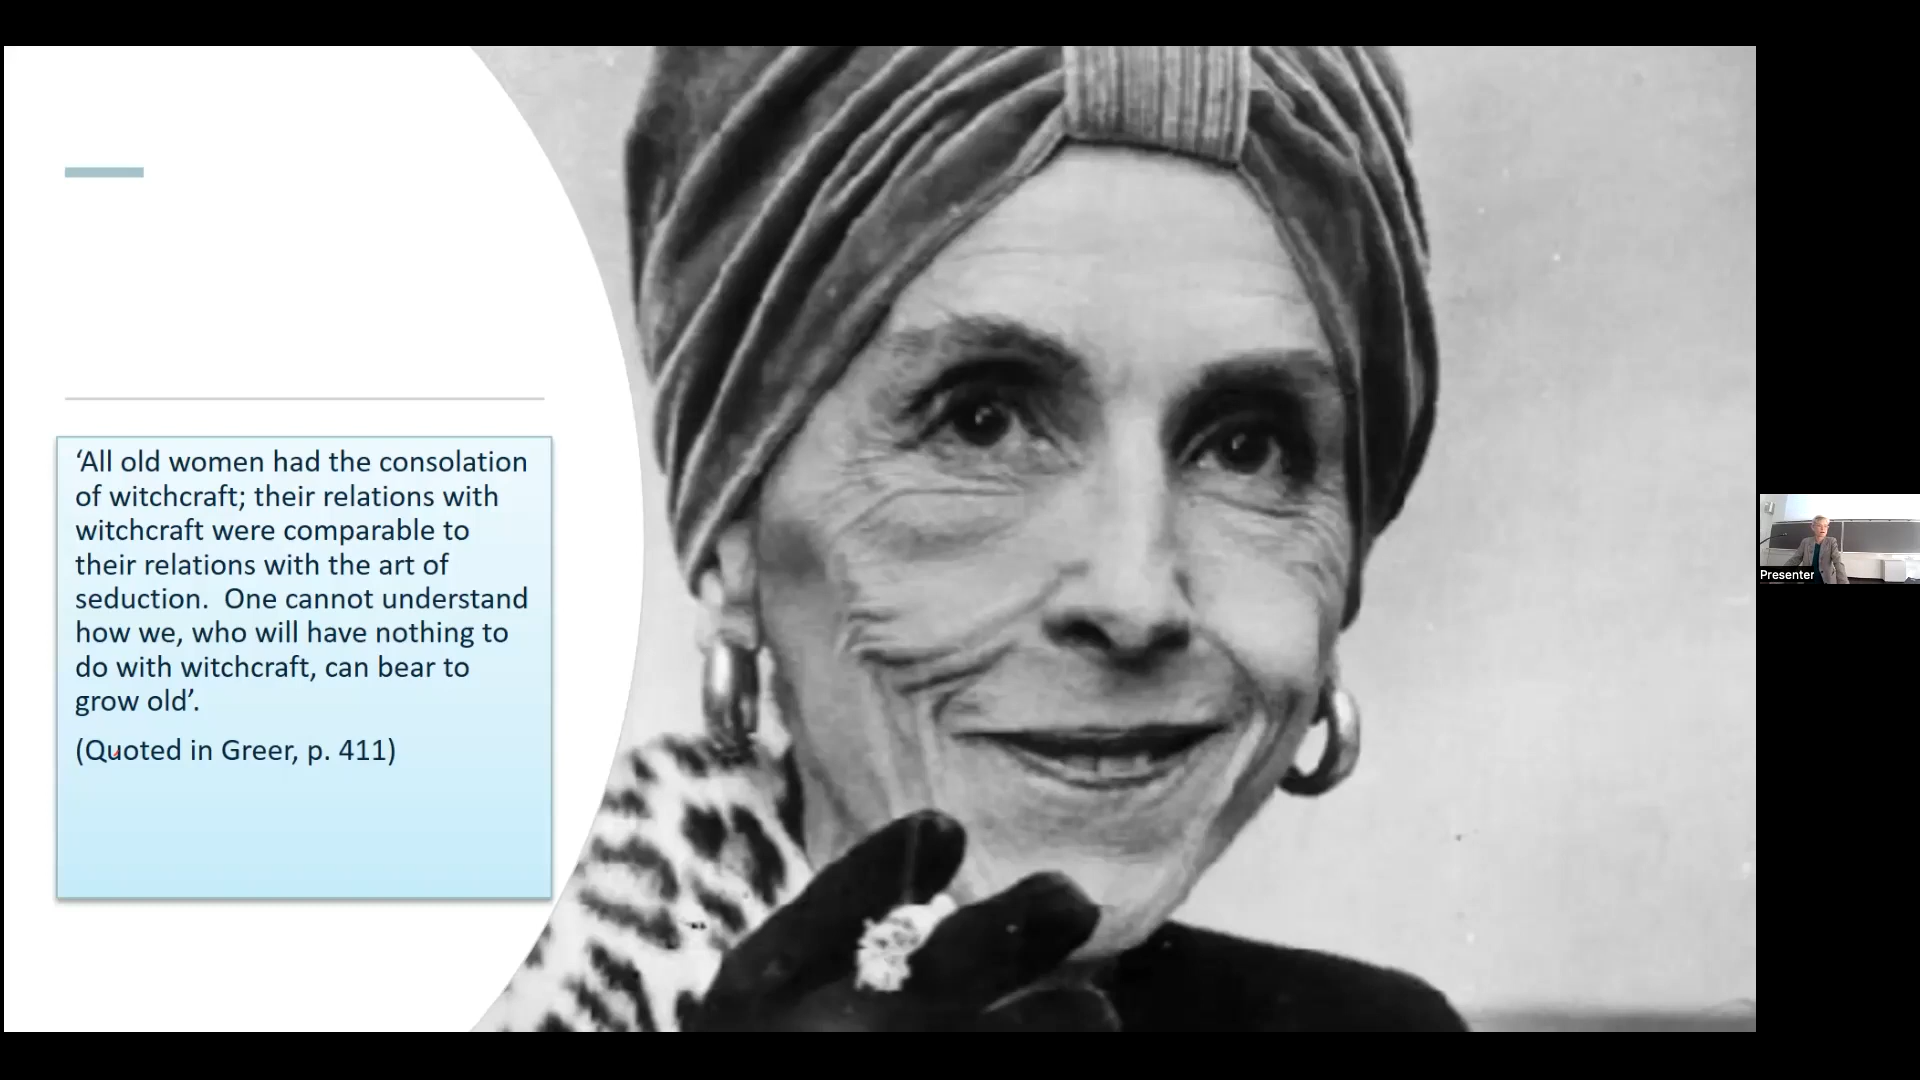 ‘All old women had the consolation
of witchcraft; their relations with
witchcraft were comparable to
their relations with the art of
seduction.  One cannot understand
how we, who will have nothing to
do with witchcraft, can bear to
grow old’.
(Quoted in Greer, p. 411)
Presenter